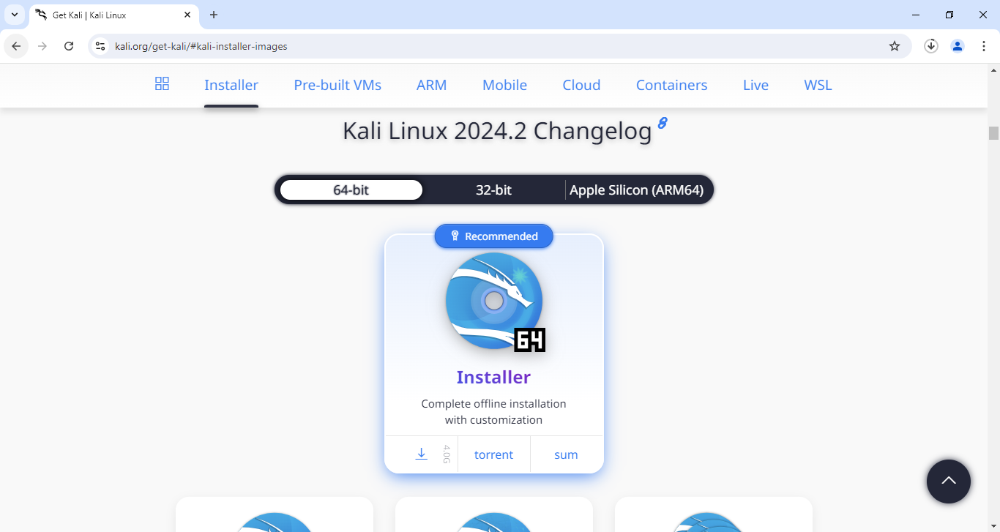 Get Kali | Kali Linux
kali.org/get-kali/#kali-installer-images
Installer Pre-built VMs ARM Mobile Cloud Containers Live WSL
Kali Linux 2024.2 Changelog
64-bit 32-bit Apple Silicon (ARM64)
Recommended
64
Installer
Complete offline installation
with customization
4.0G torrent sum